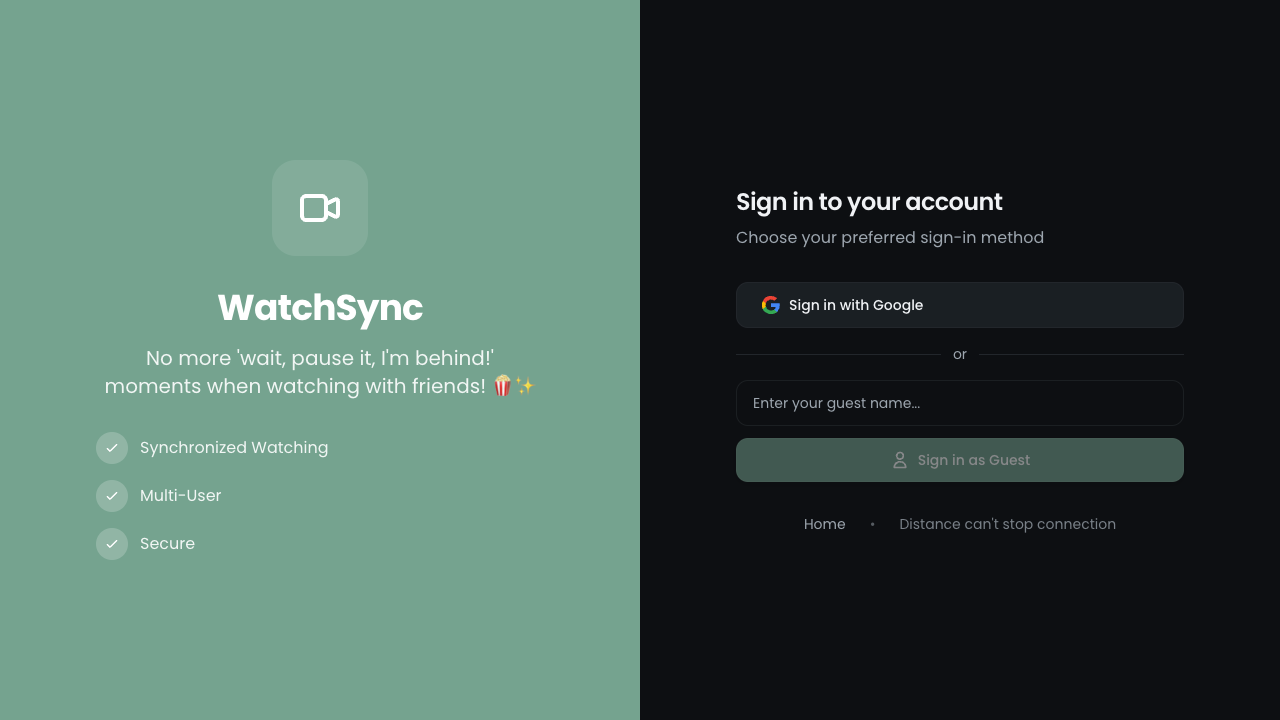 WatchSync
No more 'wait, pause it, I'm behind!'
moments when watching with friends! 🍿✨
Synchronized Watching
Multi-User
Secure
Sign in to your account
Choose your preferred sign-in method
Sign in with Google
or
Enter your guest name...
Sign in as Guest
Home • Distance can't stop connection